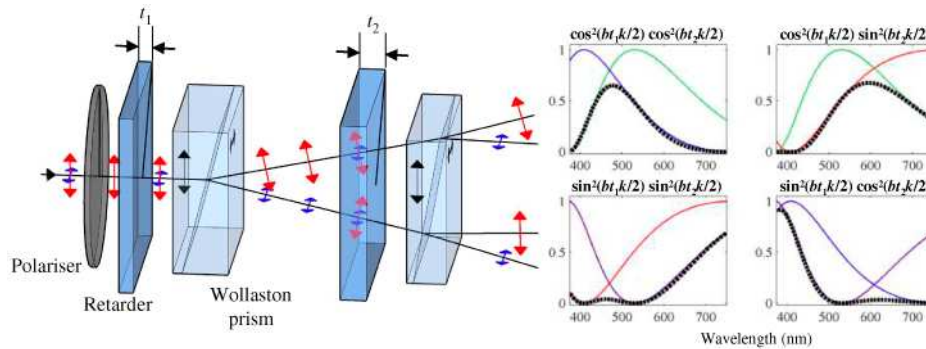 t1
t2
Polariser
Retarder
Wollaston
prism
cos²(bt₁k/2) cos²(bt₂k/2)
1
0.5
0
400 500 600 700
cos²(bt₁k/2) sin²(bt₂k/2)
1
0.5
0
400 500 600 700
sin²(bt₁k/2) sin²(bt₂k/2)
1
0.5
0
400 500 600 700
sin²(bt₁k/2) cos²(bt₂k/2)
1
0.5
0
400 500 600 700
Wavelength (nm)